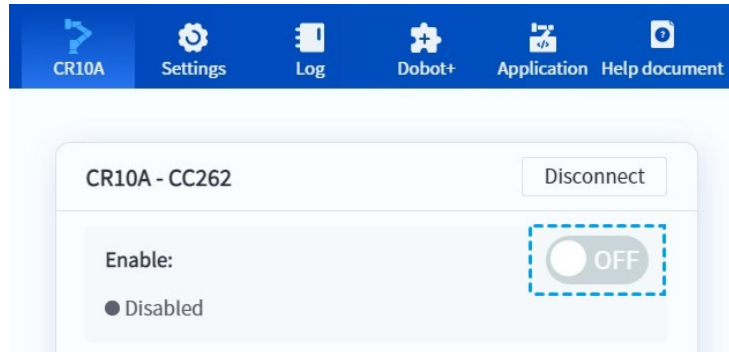 CR10A Settings Log Dobot+ Application Help document
CR10A - CC262 Disconnect
Enable: OFF
Disabled